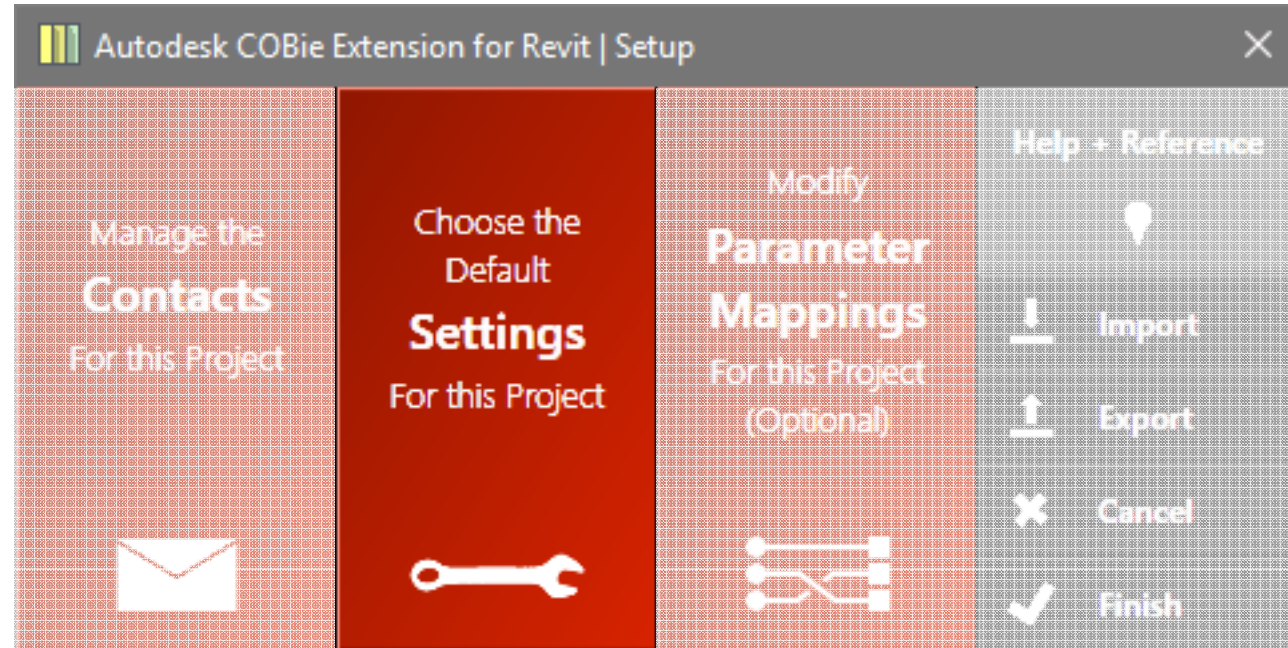 Autodesk COBie Extension for Revit | Setup
Manage the
Contacts
For this Project
Choose the
Default
Settings
For this Project
Modify
Parameter
Mappings
For this Project
(Optional)
Help + Reference
Import
Export
Cancel
Finish